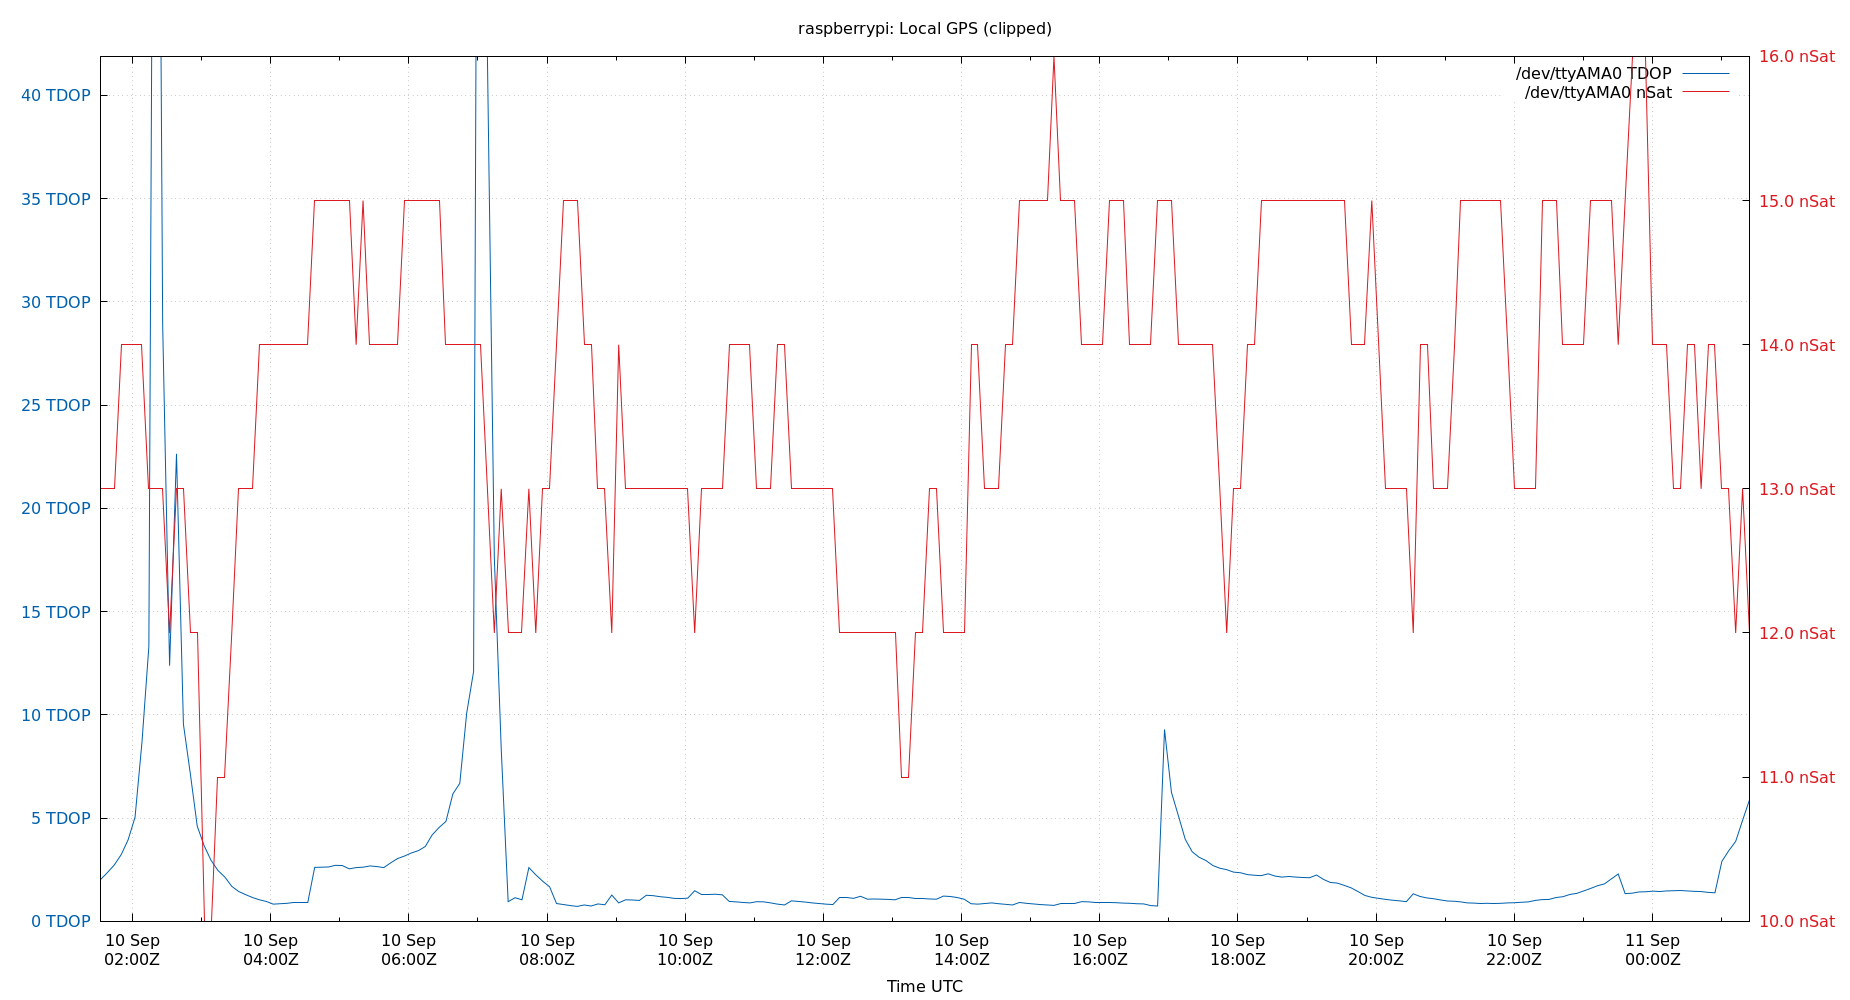 raspberrypi: Local GPS (clipped)
/dev/ttyAMA0 TDOP
/dev/ttyAMA0 nSat
40 TDOP
35 TDOP
30 TDOP
25 TDOP
20 TDOP
15 TDOP
10 TDOP
5 TDOP
0 TDOP
16.0 nSat
15.0 nSat
14.0 nSat
13.0 nSat
12.0 nSat
11.0 nSat
10.0 nSat
10 Sep
02:00Z
10 Sep
04:00Z
10 Sep
06:00Z
10 Sep
08:00Z
10 Sep
10:00Z
10 Sep
12:00Z
10 Sep
14:00Z
10 Sep
16:00Z
10 Sep
18:00Z
10 Sep
20:00Z
10 Sep
22:00Z
11 Sep
00:00Z
Time UTC